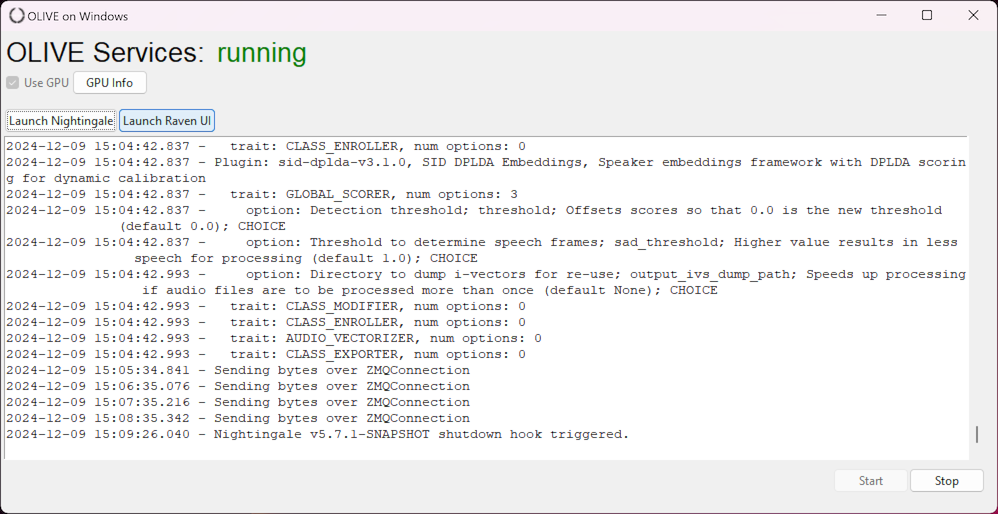 OLIVE on Windows
OLIVE Services: running
Use GPU GPU Info
Launch Nightingale Launch Raven UI
2024-12-09 15:04:42.837 -   trait: CLASS_ENROLLER, num options: 0
2024-12-09 15:04:42.837 - Plugin: sid-dplda-v3.1.0, SID DPLDA Embeddings, Speaker embeddings framework with DPLDA scorin
g for dynamic calibration
2024-12-09 15:04:42.837 -   trait: GLOBAL_SCORER, num options: 3
2024-12-09 15:04:42.837 -     option: Detection threshold; threshold; Offsets scores so that 0.0 is the new threshold
(default 0.0); CHOICE
2024-12-09 15:04:42.837 -     option: Threshold to determine speech frames; sad_threshold; Higher value results in less
speech for processing (default 1.0); CHOICE
2024-12-09 15:04:42.993 -     option: Directory to dump i-vectors for re-use; output_ivs_dump_path; Speeds up processing
if audio files are to be processed more than once (default None); CHOICE
2024-12-09 15:04:42.993 -   trait: CLASS_MODIFIER, num options: 0
2024-12-09 15:04:42.993 -   trait: CLASS_ENROLLER, num options: 0
2024-12-09 15:04:42.993 -   trait: AUDIO_VECTORIZER, num options: 0
2024-12-09 15:04:42.993 -   trait: CLASS_EXPORTER, num options: 0
2024-12-09 15:05:34.841 - Sending bytes over ZMQConnection
2024-12-09 15:06:35.076 - Sending bytes over ZMQConnection
2024-12-09 15:07:35.216 - Sending bytes over ZMQConnection
2024-12-09 15:08:35.342 - Sending bytes over ZMQConnection
2024-12-09 15:09:26.040 - Nightingale v5.7.1-SNAPSHOT shutdown hook triggered.
Start Stop